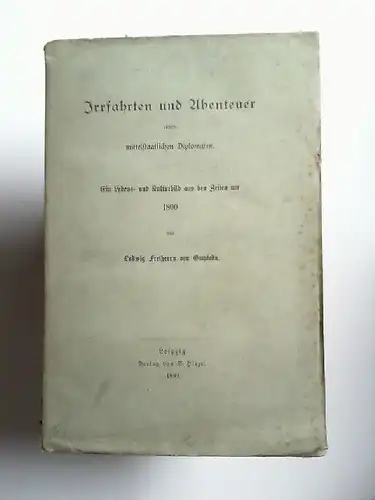 Irrfahrten und Abenteuer
eines
mittelstaatlichen Diplomaten.
Ein Lebens- und Kulturbild aus den Zeiten um
1800
von
Ludwig Freiherrn von
Leipzig
Verlag von S. Hirzel